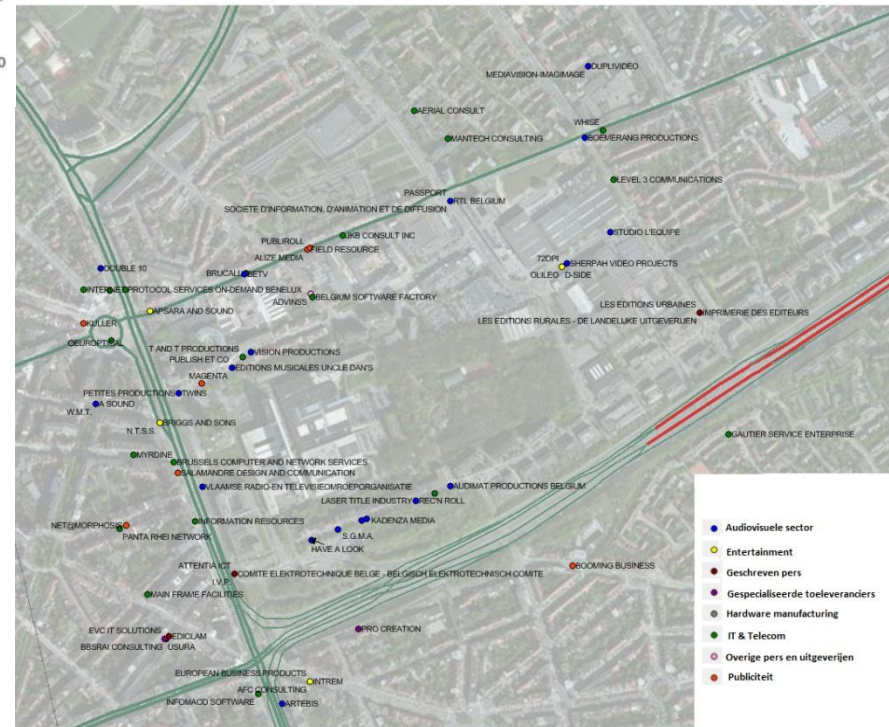 0
DUPLIVIDEO
MEDIAVISION-IMAGIMAGE
AERIAL CONSULT
WHISE
MANTECH CONSULTING
BOEMERANG PRODUCTIONS
LEVEL 3 COMMUNICATIONS
PASSPORT
RTL BELGIUM
SOCIETE D'INFORMATION, D'ANIMATION ET DE DIFFUSION
STUDIO L'EQUIPE
JKB CONSULT INC
PUBLIROLL
FIELD RESOURCE
ALIZE MEDIA
72DPI
SHERPAH VIDEO PROJECTS
OLILEO D-SIDE
DOUBLE 10
BRUCALL
BETV
INTERNET PROTOCOL SERVICES ON-DEMAND BENELUX
ADVINSS
BELGIUM SOFTWARE FACTORY
LES EDITIONS URBAINES
IMPRIMERIE DES EDITEURS
LES EDITIONS RURALES - DE LANDELIJKE UITGEVERIJEN
APSARA AND SOUND
KULLER
T AND T PRODUCTIONS
VISION PRODUCTIONS
PUBLISH ET CO
EDITIONS MUSICALES UNCLE DAN'S
MAGENTA
PETITES PRODUCTIONS
TWINS
A SOUND
W.M.T.
BRIGGS AND SONS
N.T.S.S.
GAUTIER SERVICE ENTERPRISE
MYRDINE
BRUSSELS COMPUTER AND NETWORK SERVICES
SALAMANDRE DESIGN AND COMMUNICATION
VLAAMSE RADIO-EN TELEVISIEOMROEPORGANISATIE
AUDIMAT PRODUCTIONS BELGIUM
LASER TITLE INDUSTRY
REC'N ROLL
INFORMATION RESOURCES
KADENZA MEDIA
NET@MORPHOSIS
PANTA RHEI NETWORK
S.G.M.A.
HAVE A LOOK
ATTENTIA ICT
COMITE ELEKTROTECHNIQUE BELGE - BELGISCH ELEKTROTECHNISCH COMITE
I.V.P.
BOOMING BUSINESS
MAIN FRAME FACILITIES
EVC IT SOLUTIONS
EDICLAM
BBSRAI CONSULTING USURA
PRO CREATION
EUROPEAN BUSINESS PRODUCTS
INTREM
AFC CONSULTING
INFOMACO SOFTWARE
ARTEBIS
Audiovisuele sector
Entertainment
Geschreven pers
Gespecialiseerde toeleveranciers
Hardware manufacturing
IT & Telecom
Overige pers en uitgeverijen
Publiciteit